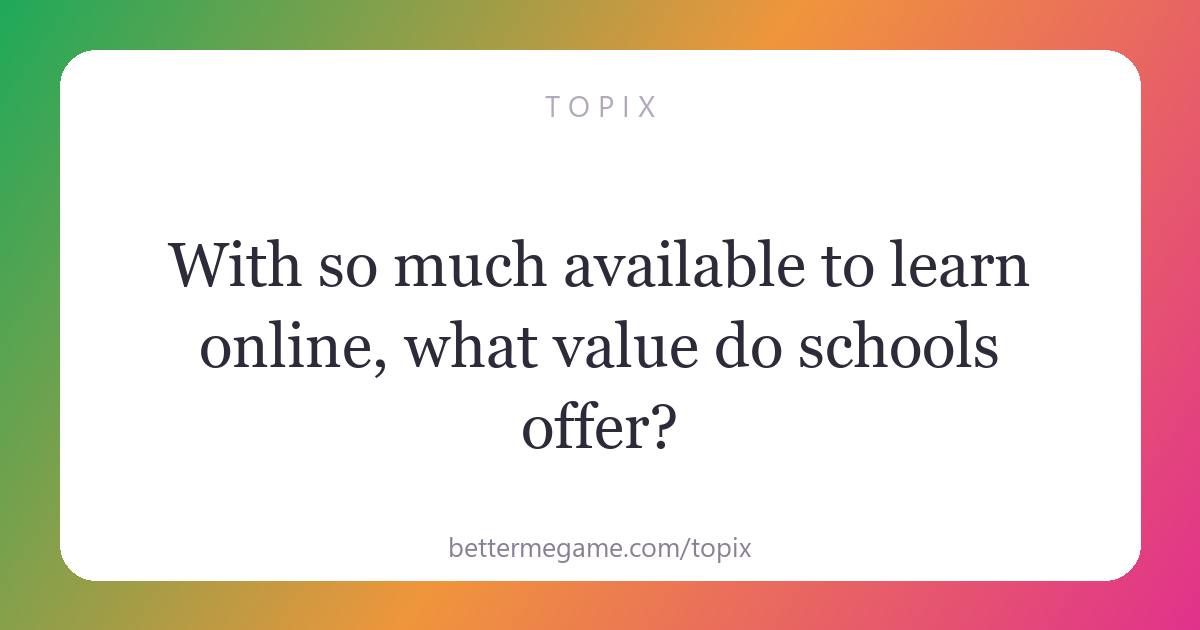 TOPIX
With so much available to learn
online, what value do schools
offer?
bettermegame.com/topix